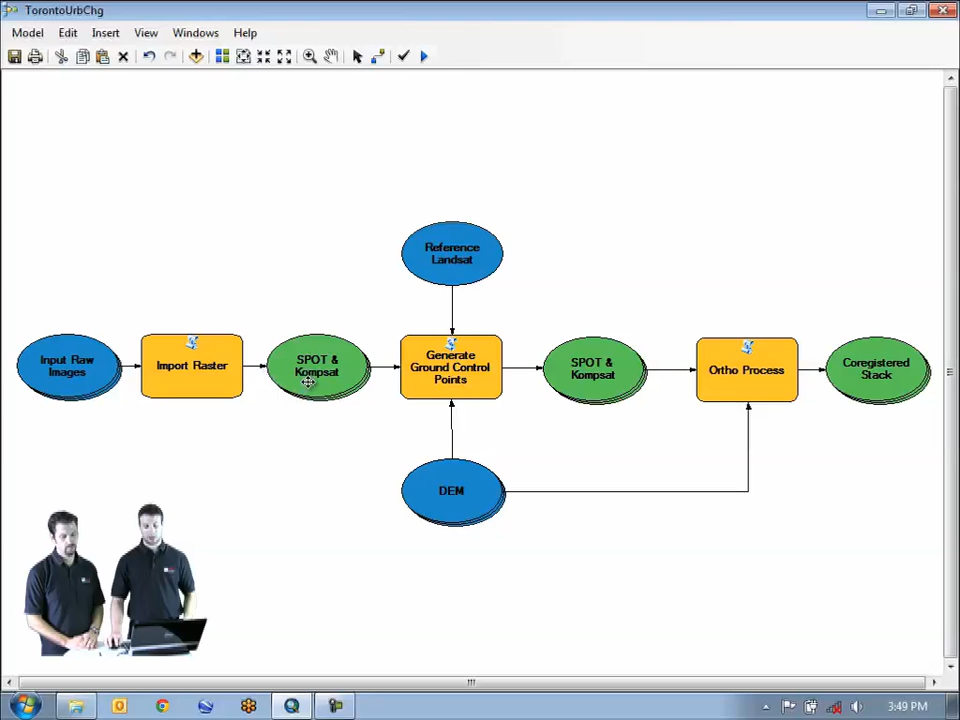 TorontoUrbChg
Model Edit Insert View Windows Help
Reference
Landsat
Input Raw
Images
Import Raster
SPOT &
Kompsat
Generate
Ground Control
Points
SPOT &
Kompsat
Ortho Process
Coregistered
Stack
DEM
3:49 PM